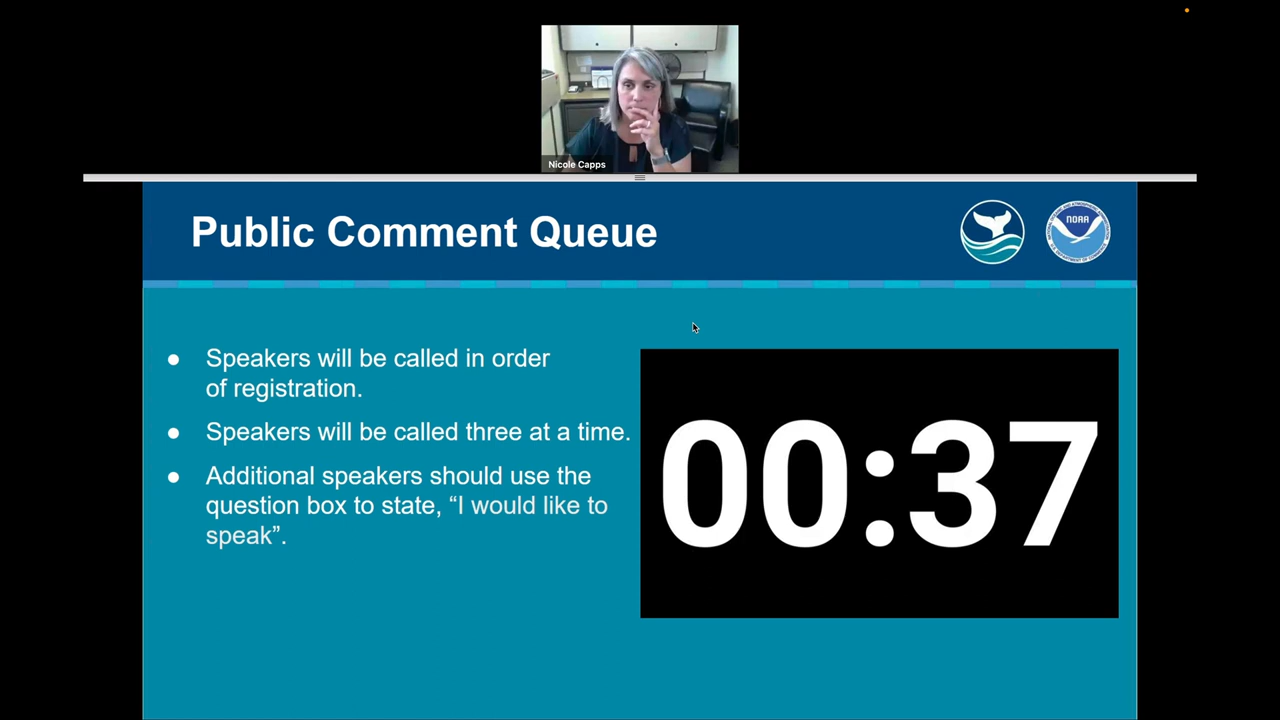 Nicole Capps
Public Comment Queue
NOAA
● Speakers will be called in order
of registration.
● Speakers will be called three at a time.
● Additional speakers should use the
question box to state, “I would like to
speak”.
00:37